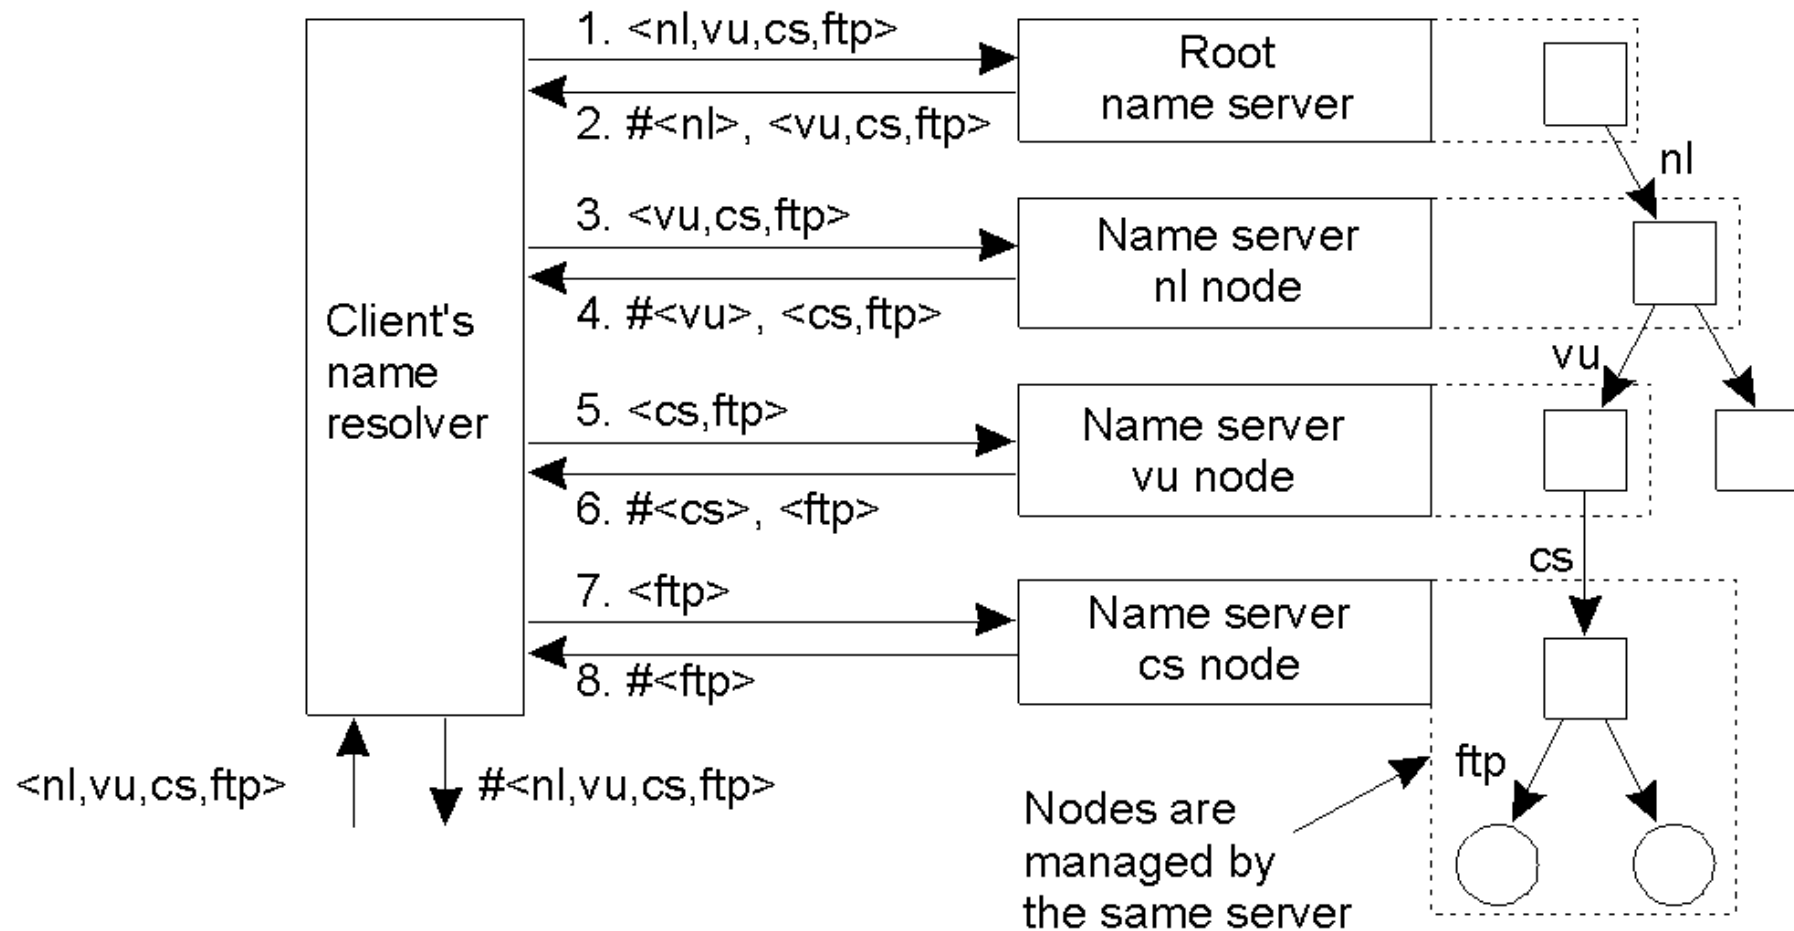 1. <nl,vu,cs,ftp>
Root
name server
2. #<nl>, <vu,cs,ftp>
nl
3. <vu,cs,ftp>
Name server
nl node
4. #<vu>, <cs,ftp>
Client's
name
resolver
vu
5. <cs,ftp>
Name server
vu node
6. #<cs>, <ftp>
cs
7. <ftp>
Name server
cs node
8. #<ftp>
<nl,vu,cs,ftp>
#<nl,vu,cs,ftp>
ftp
Nodes are
managed by
the same server